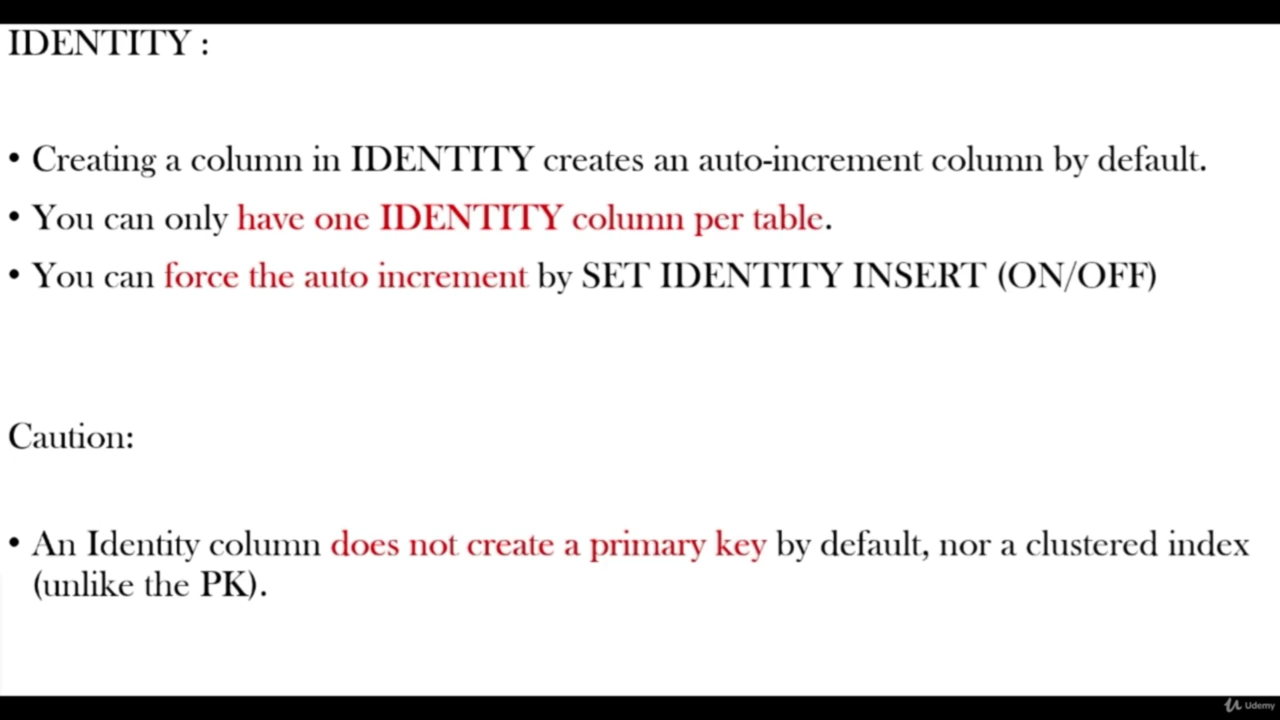 IDENTITY :
• Creating a column in IDENTITY creates an auto-increment column by default.
• You can only have one IDENTITY column per table.
• You can force the auto increment by SET IDENTITY INSERT (ON/OFF)
Caution:
• An Identity column does not create a primary key by default, nor a clustered index
(unlike the PK).
Udemy